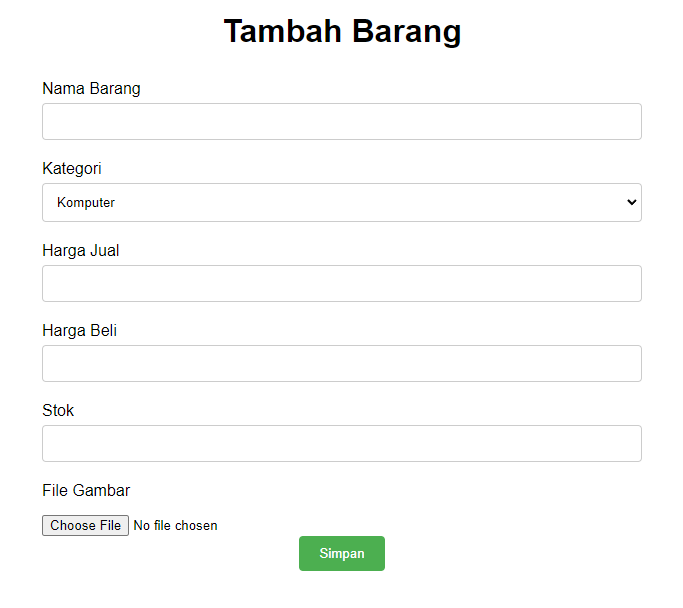 Tambah Barang
Nama Barang
Kategori
Komputer
Harga Jual
Harga Beli
Stok
File Gambar
Choose File No file chosen
Simpan